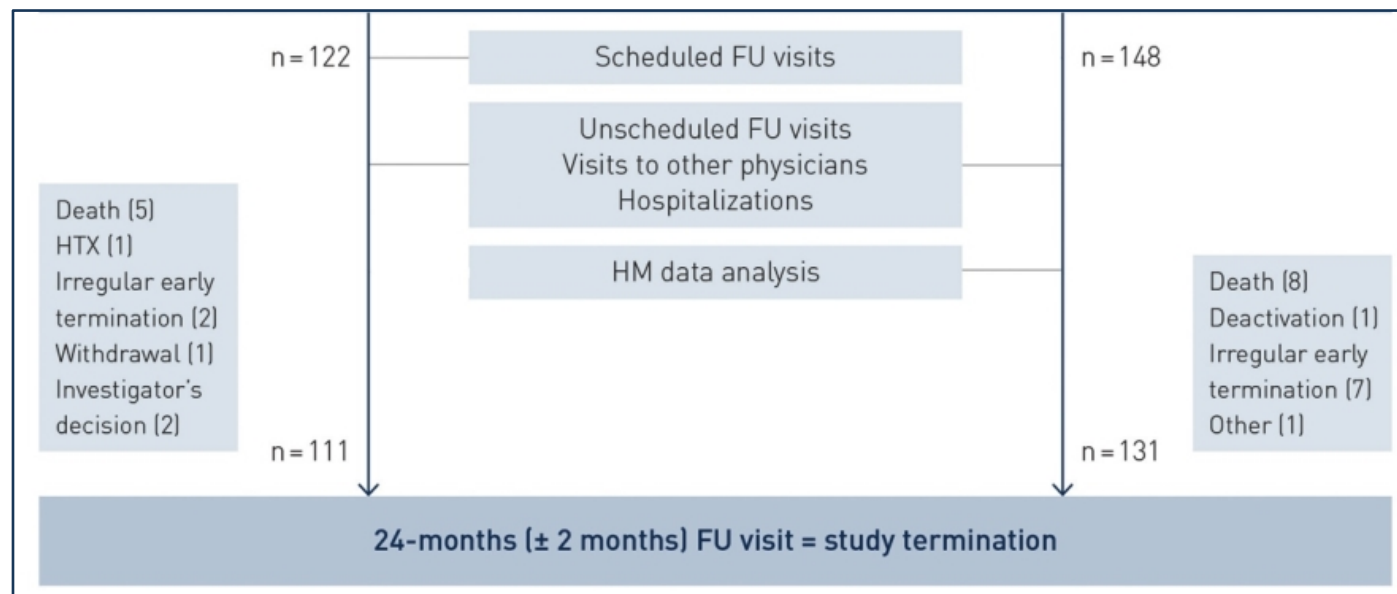 n = 122
Scheduled FU visits
n = 148
Unscheduled FU visits
Visits to other physicians
Hospitalizations
HM data analysis
Death (5)
HTX (1)
Irregular early
termination (2)
Withdrawal (1)
Investigator's
decision (2)
Death (8)
Deactivation (1)
Irregular early
termination (7)
Other (1)
n = 111
n = 131
24-months (± 2 months) FU visit = study termination